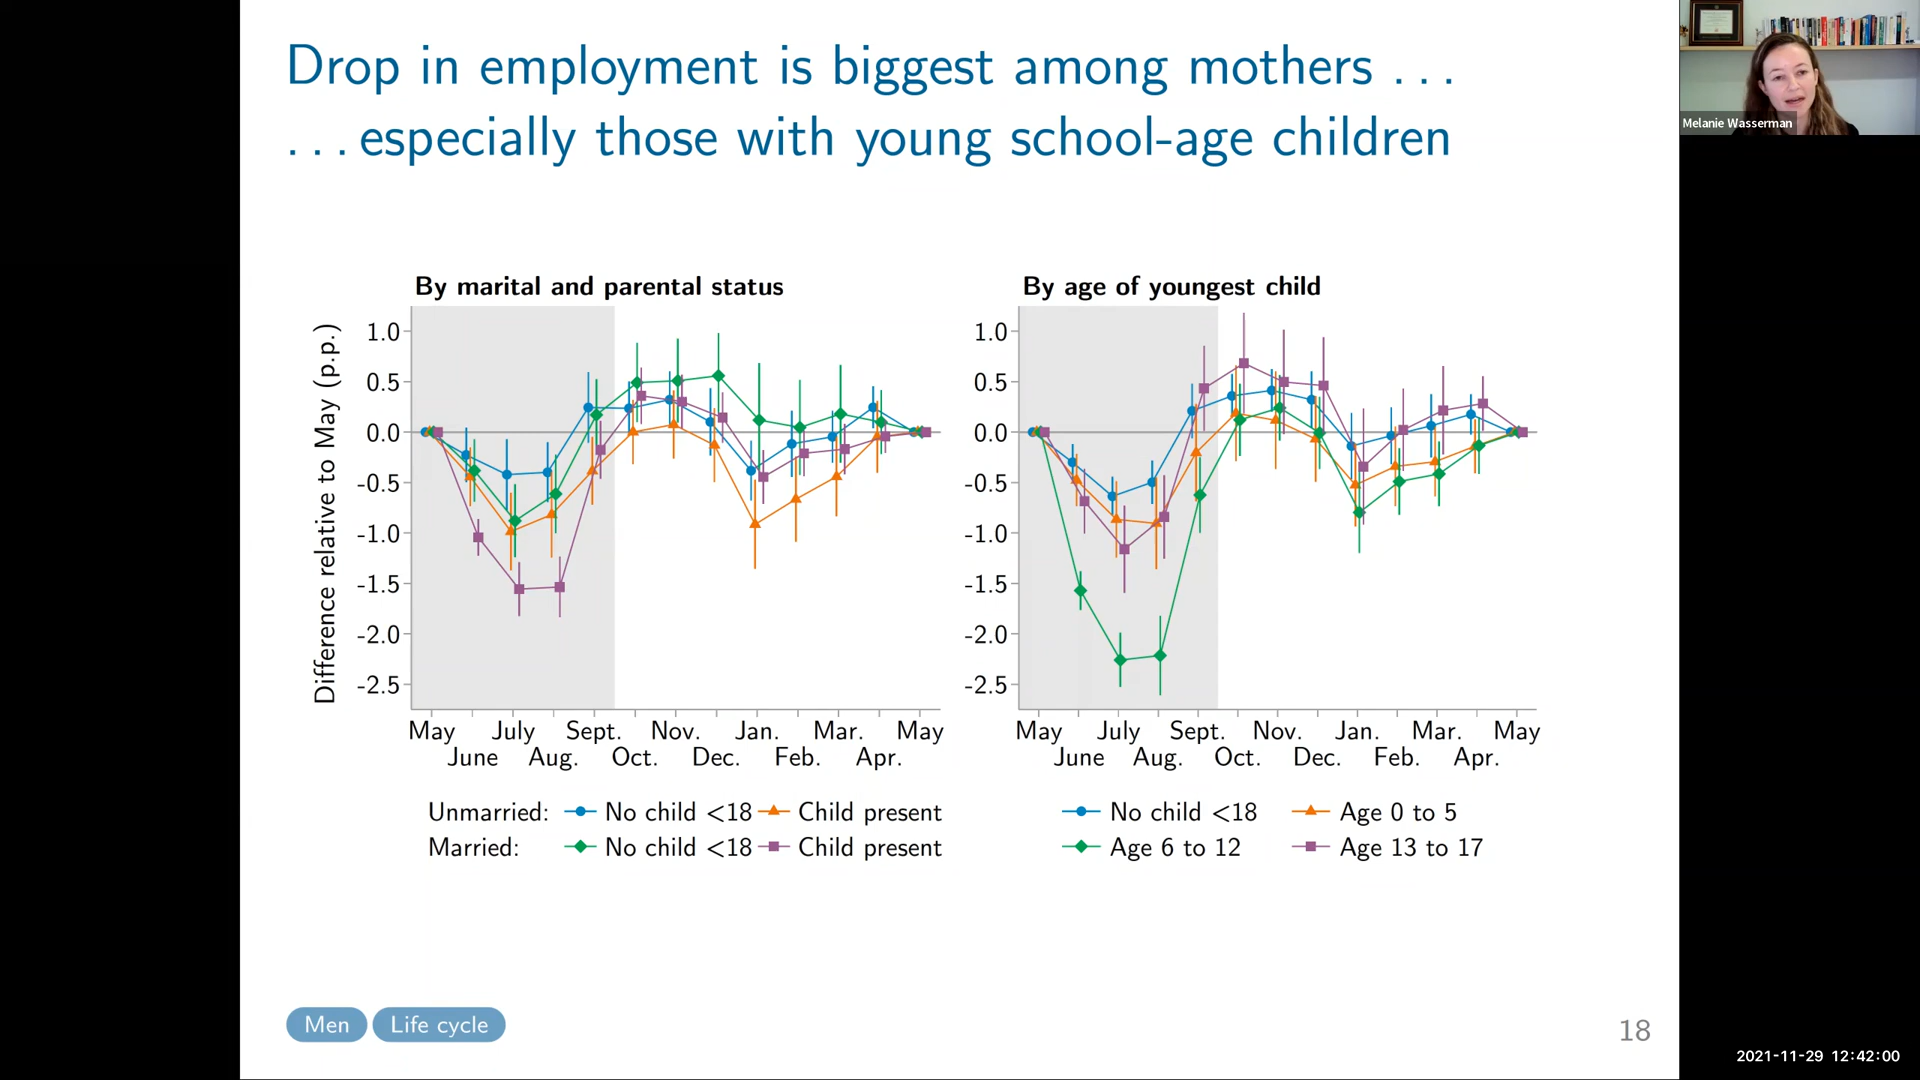 Drop in employment is biggest among mothers ...
... especially those with young school-age children
Melanie Wasserman
By marital and parental status
Difference relative to May (p.p.)
1.0
0.5
0.0
-0.5
-1.0
-1.5
-2.0
-2.5
May July Sept. Nov. Jan. Mar. May
June Aug. Oct. Dec. Feb. Apr.
Unmarried: No child <18 Child present
Married: No child <18 Child present
By age of youngest child
1.0
0.5
0.0
-0.5
-1.0
-1.5
-2.0
-2.5
May July Sept. Nov. Jan. Mar. May
June Aug. Oct. Dec. Feb. Apr.
No child <18 Age 0 to 5
Age 6 to 12 Age 13 to 17
Men Life cycle
18
2021-11-29 12:42:00